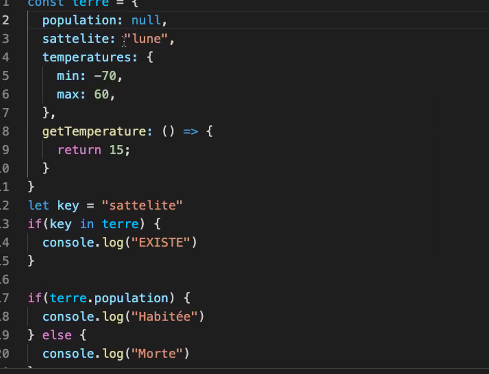 1 const terre = {
2 population: null,
3 sattelite: "lune",
4 temperatures: {
5 min: -70,
6 max: 60,
7 },
8 getTemperature: () => {
9 return 15;
0 }
1 }
2 let key = "sattelite"
3 if(key in terre) {
4 console.log("EXISTE")
5 }
6
7 if(terre.population) {
8 console.log("Habitée")
9 } else {
20 console.log("Morte")